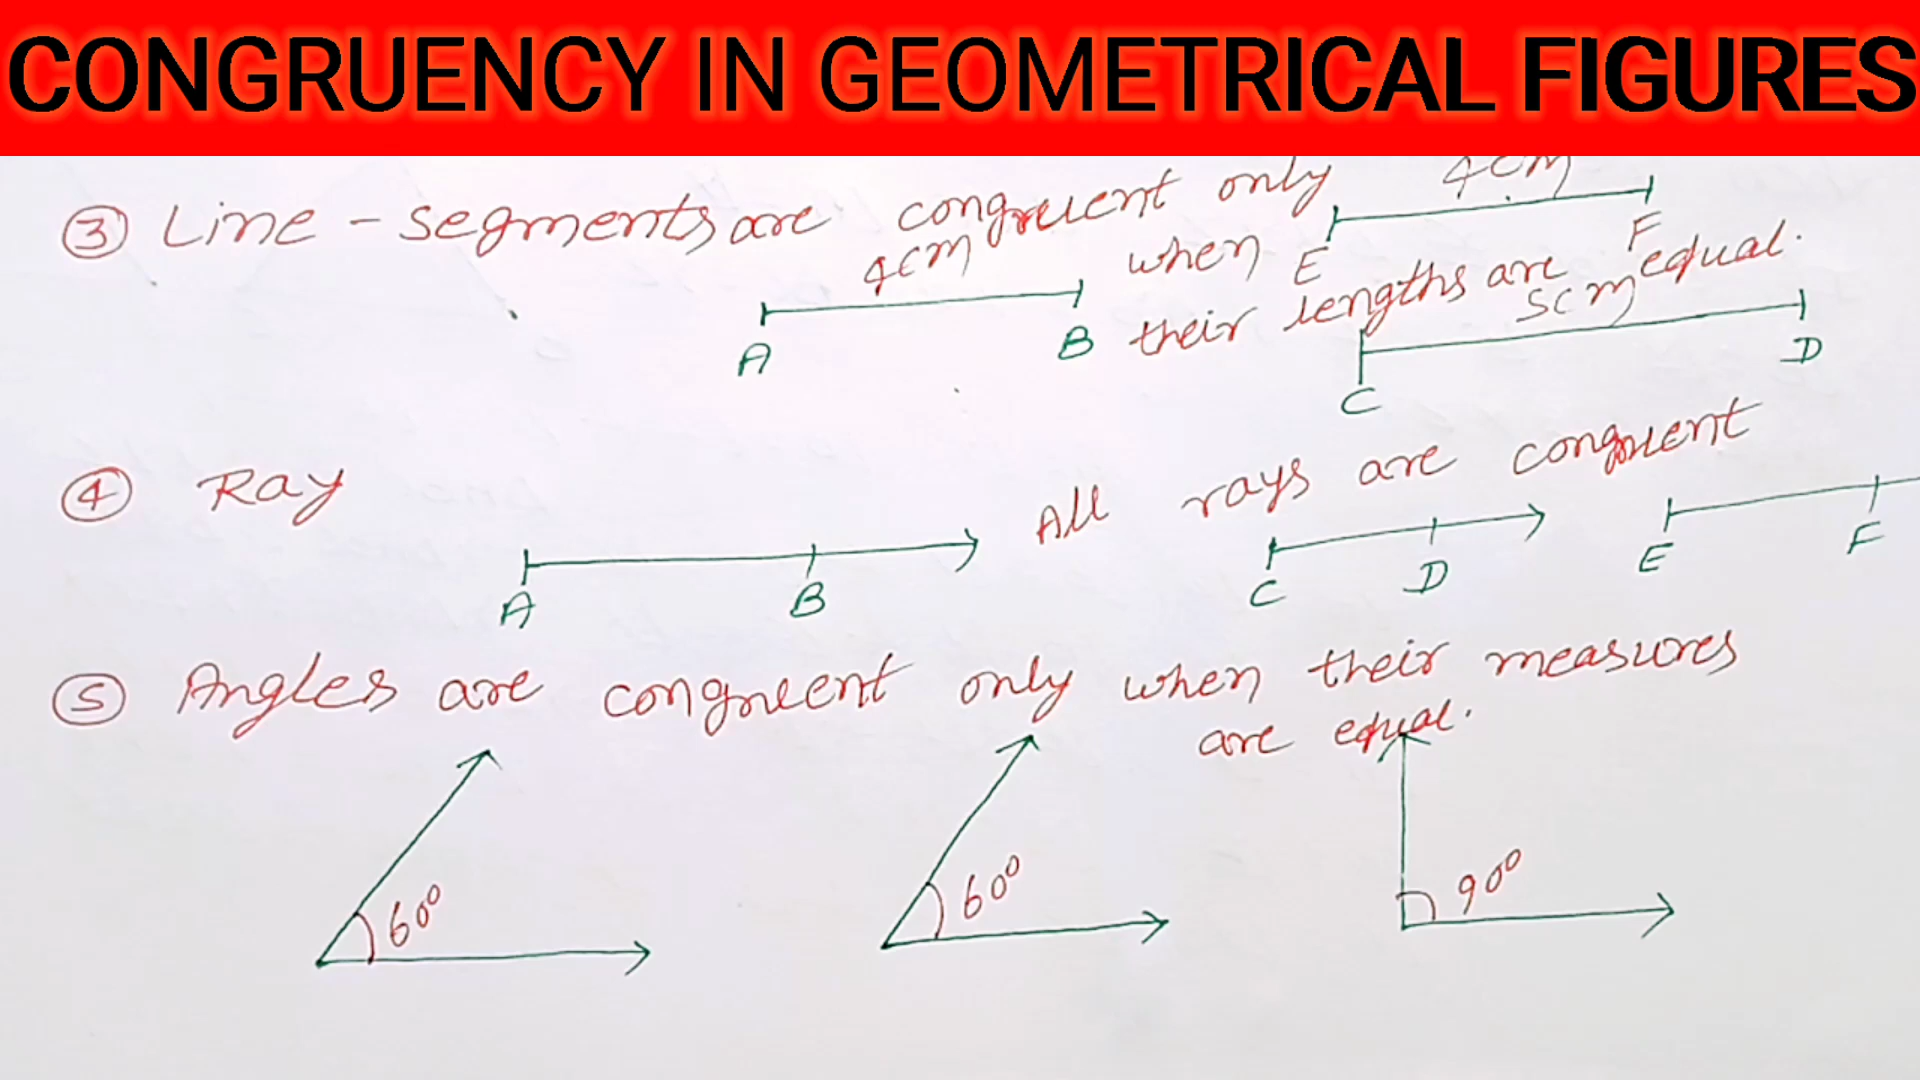 CONGRUENCY IN GEOMETRICAL FIGURES
③ Line - segments are congruent only
when
their lengths are equal.
4cm
A B
4cm
E F
5cm
C D
④ Ray
All rays are congruent
A B
C D
E F
⑤ Angles are congruent only when their measures
are equal.
60°
60°
90°